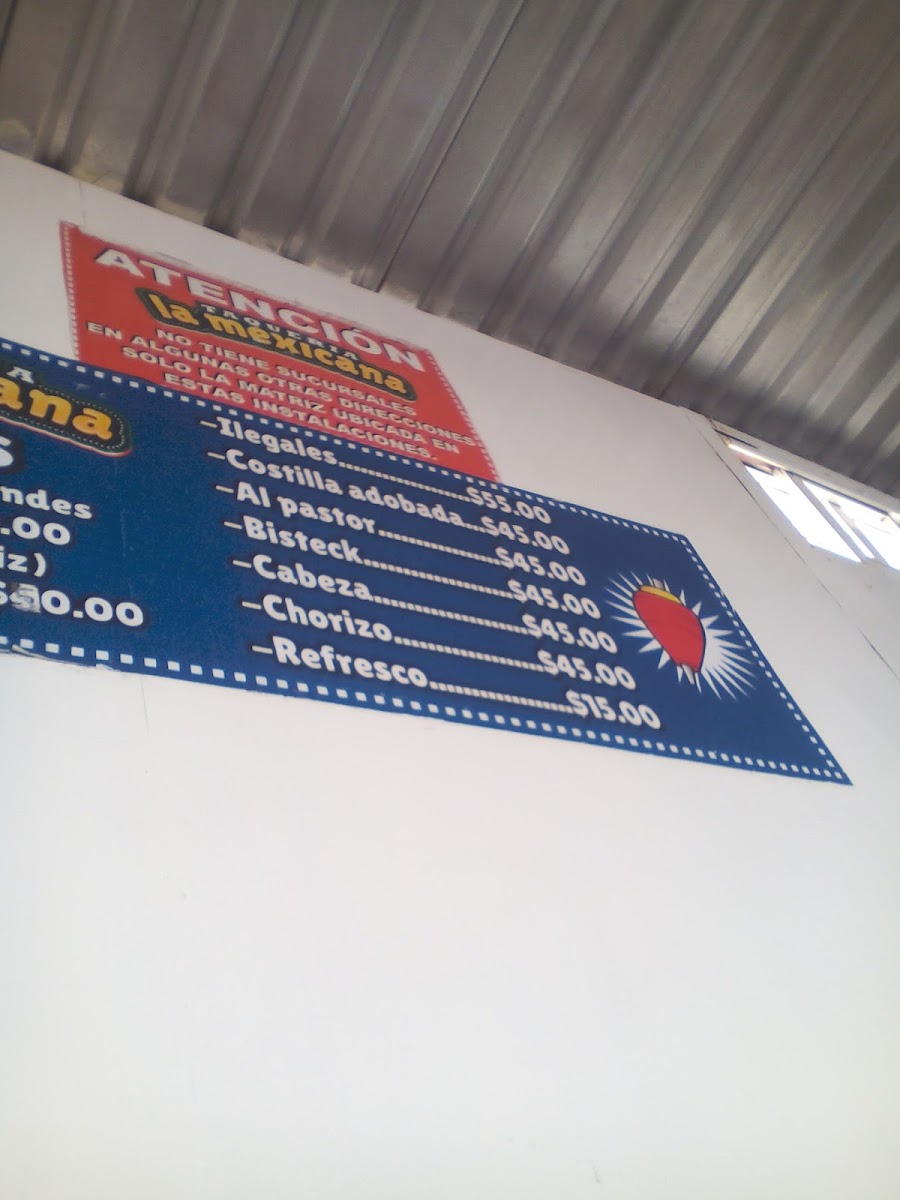 ATENCIÓN
TAQUERIA
la mexicana
NO TIENE SUCURSALES
EN ALGUNAS OTRAS DIRECCIONES
SOLO LA MATRIZ UBICADA EN
ESTAS INSTALACIONES.
A
ana
S
ndes
.00
iz)
$30.00
-Ilegales......................$55.00
-Costilla adobada...$45.00
-Al pastor..................$45.00
-Bisteck.....................$45.00
-Cabeza......................$45.00
-Chorizo.....................$45.00
-Refresco.....................$15.00